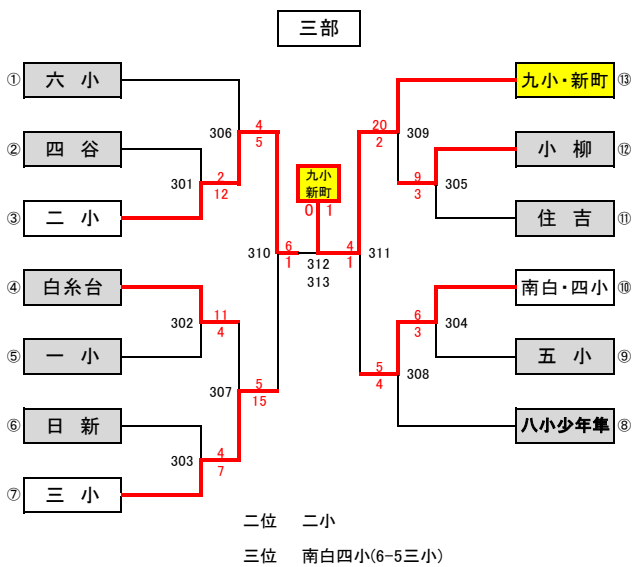 三部
① 六小
② 四谷
③ 二小
④ 白糸台
⑤ 一小
⑥ 日新
⑦ 三小
九小・新町 ⑬
小柳 ⑫
住吉 ⑪
南白・四小 ⑩
五小 ⑨
八小少年隼 ⑧
306
4
5
301
2
12
302
11
4
307
5
15
303
4
7
310
6
1
九小
新町
0 1
312
313
4
1
311
20
2
309
9
3
305
6
3
304
5
4
308
二位 二小
三位 南白四小(6-5三小)